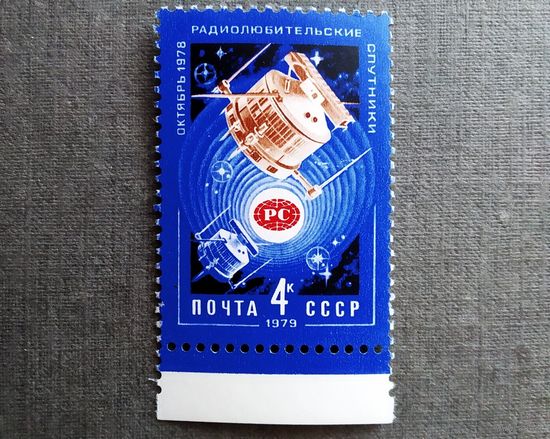 ОКТЯБРЬ 1978
РАДИОЛЮБИТЕЛЬСКИЕ
СПУТНИКИ
РС
ПОЧТА 4К СССР
1979